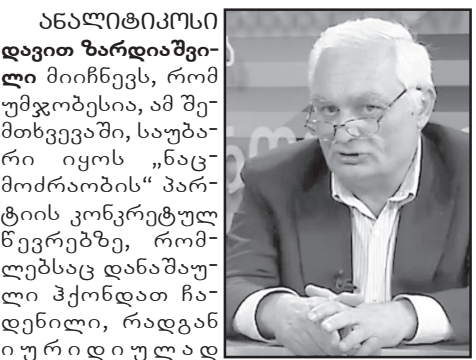 ანალიტიკოსი
დავით ზარდიაშვი-
ლი მიიჩნევს, რომ
უმჯობესია, ამ შე-
მთხვევაში, საუბა-
რი იყოს „ნაც-
მოძრაობის“ პარ-
ტიის კონკრეტულ
წევრებზე, რომ-
ლებსაც დანაშაუ-
ლი ჰქონდათ ჩა-
დენილი, რადგან
იურიდიულად